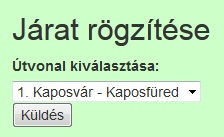 Járat rögzítése
Útvonal kiválasztása:
1. Kaposvár - Kaposfüred
Küldés